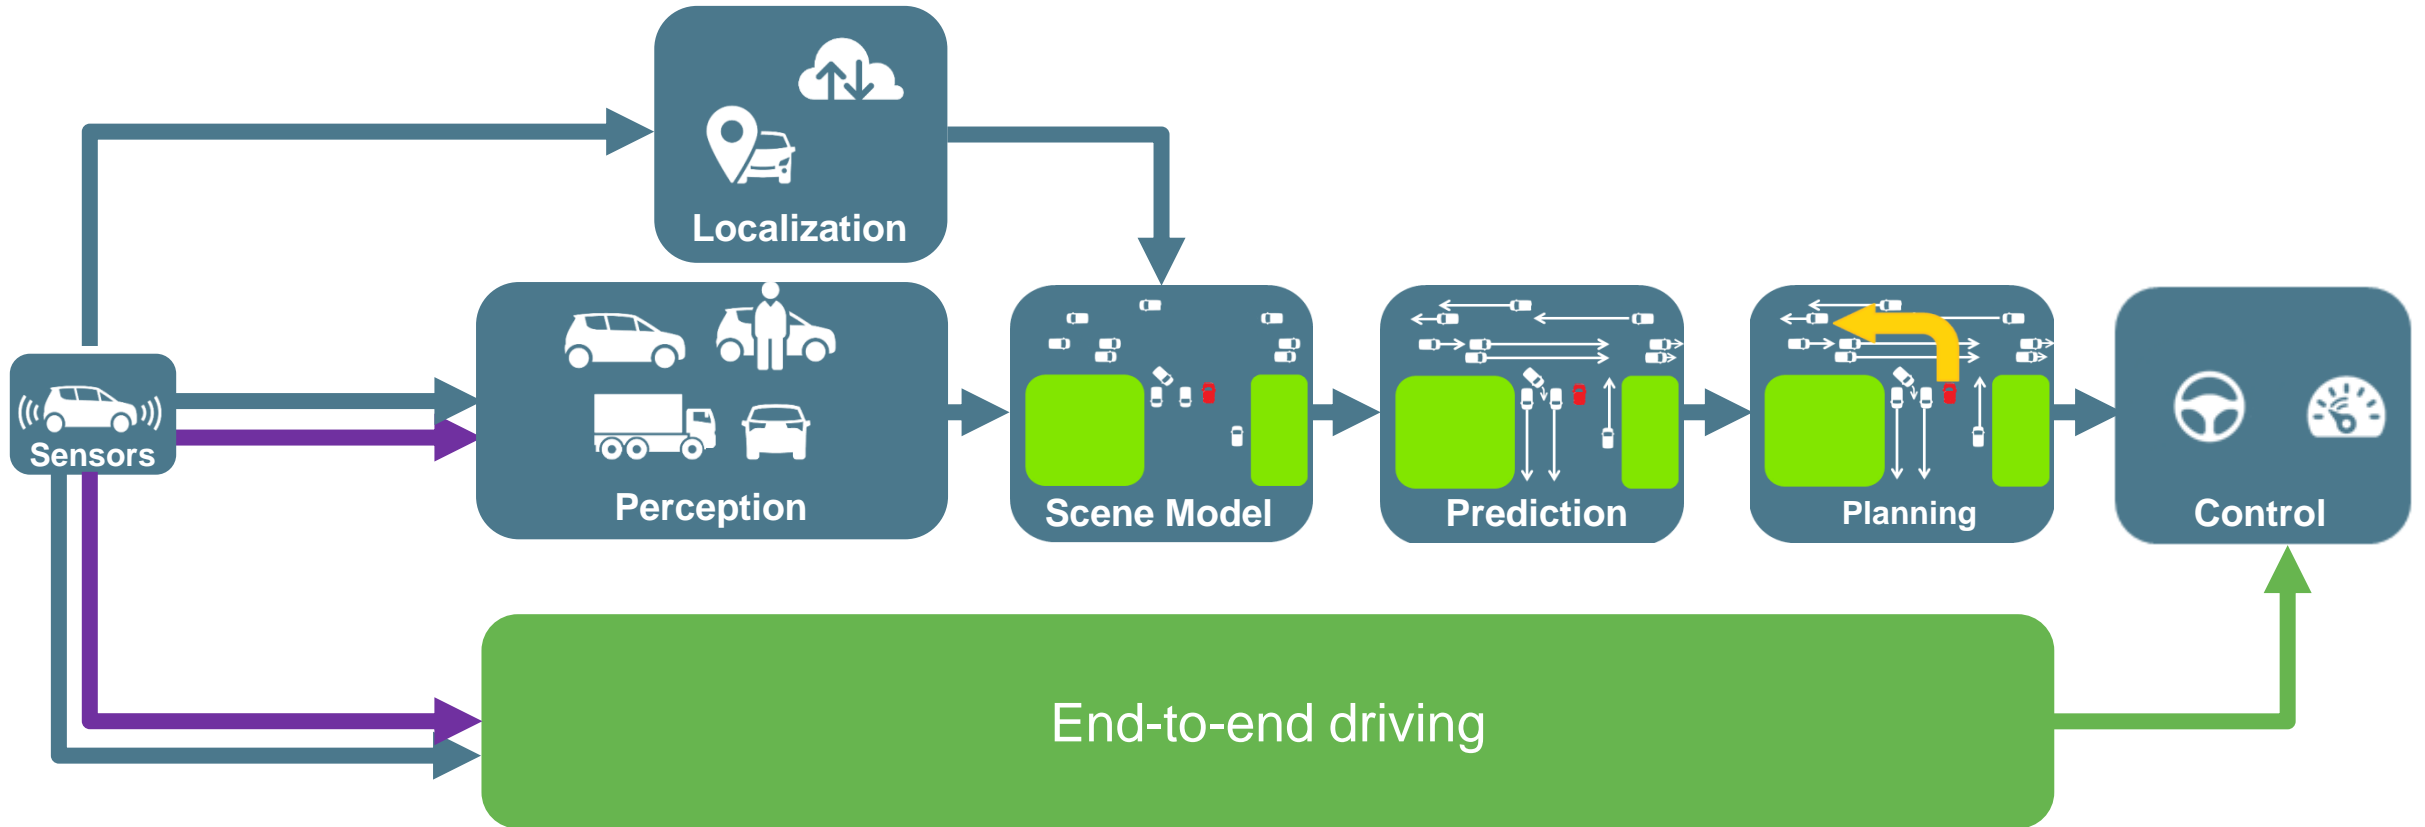 Localization
Sensors
Perception
Scene Model
Prediction
Planning
Control
End-to-end driving